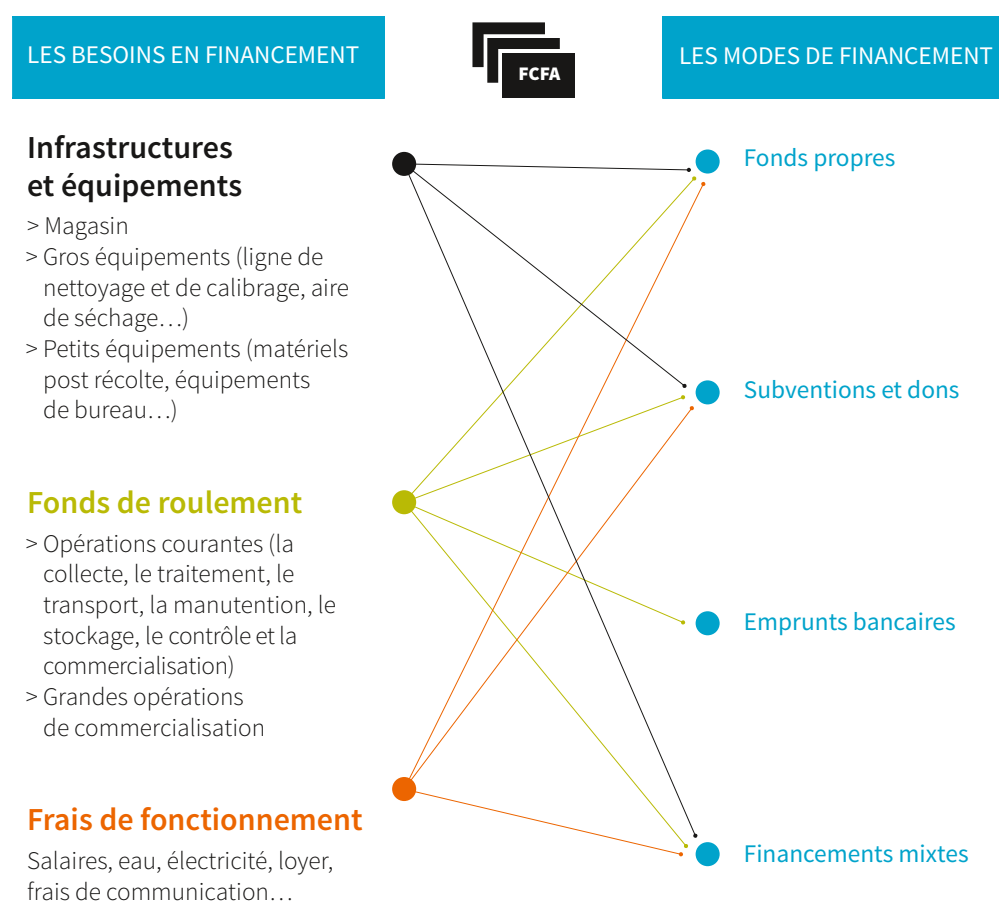 LES BESOINS EN FINANCEMENT
FCFA
LES MODES DE FINANCEMENT
Infrastructures
et équipements
> Magasin
> Gros équipements (ligne de
nettoyage et de calibrage, aire
de séchage…)
> Petits équipements (matériels
post récolte, équipements
de bureau…)
Fonds de roulement
> Opérations courantes (la
collecte, le traitement, le
transport, la manutention, le
stockage, le contrôle et la
commercialisation)
> Grandes opérations
de commercialisation
Frais de fonctionnement
Salaires, eau, électricité, loyer,
frais de communication…
Fonds propres
Subventions et dons
Emprunts bancaires
Financements mixtes